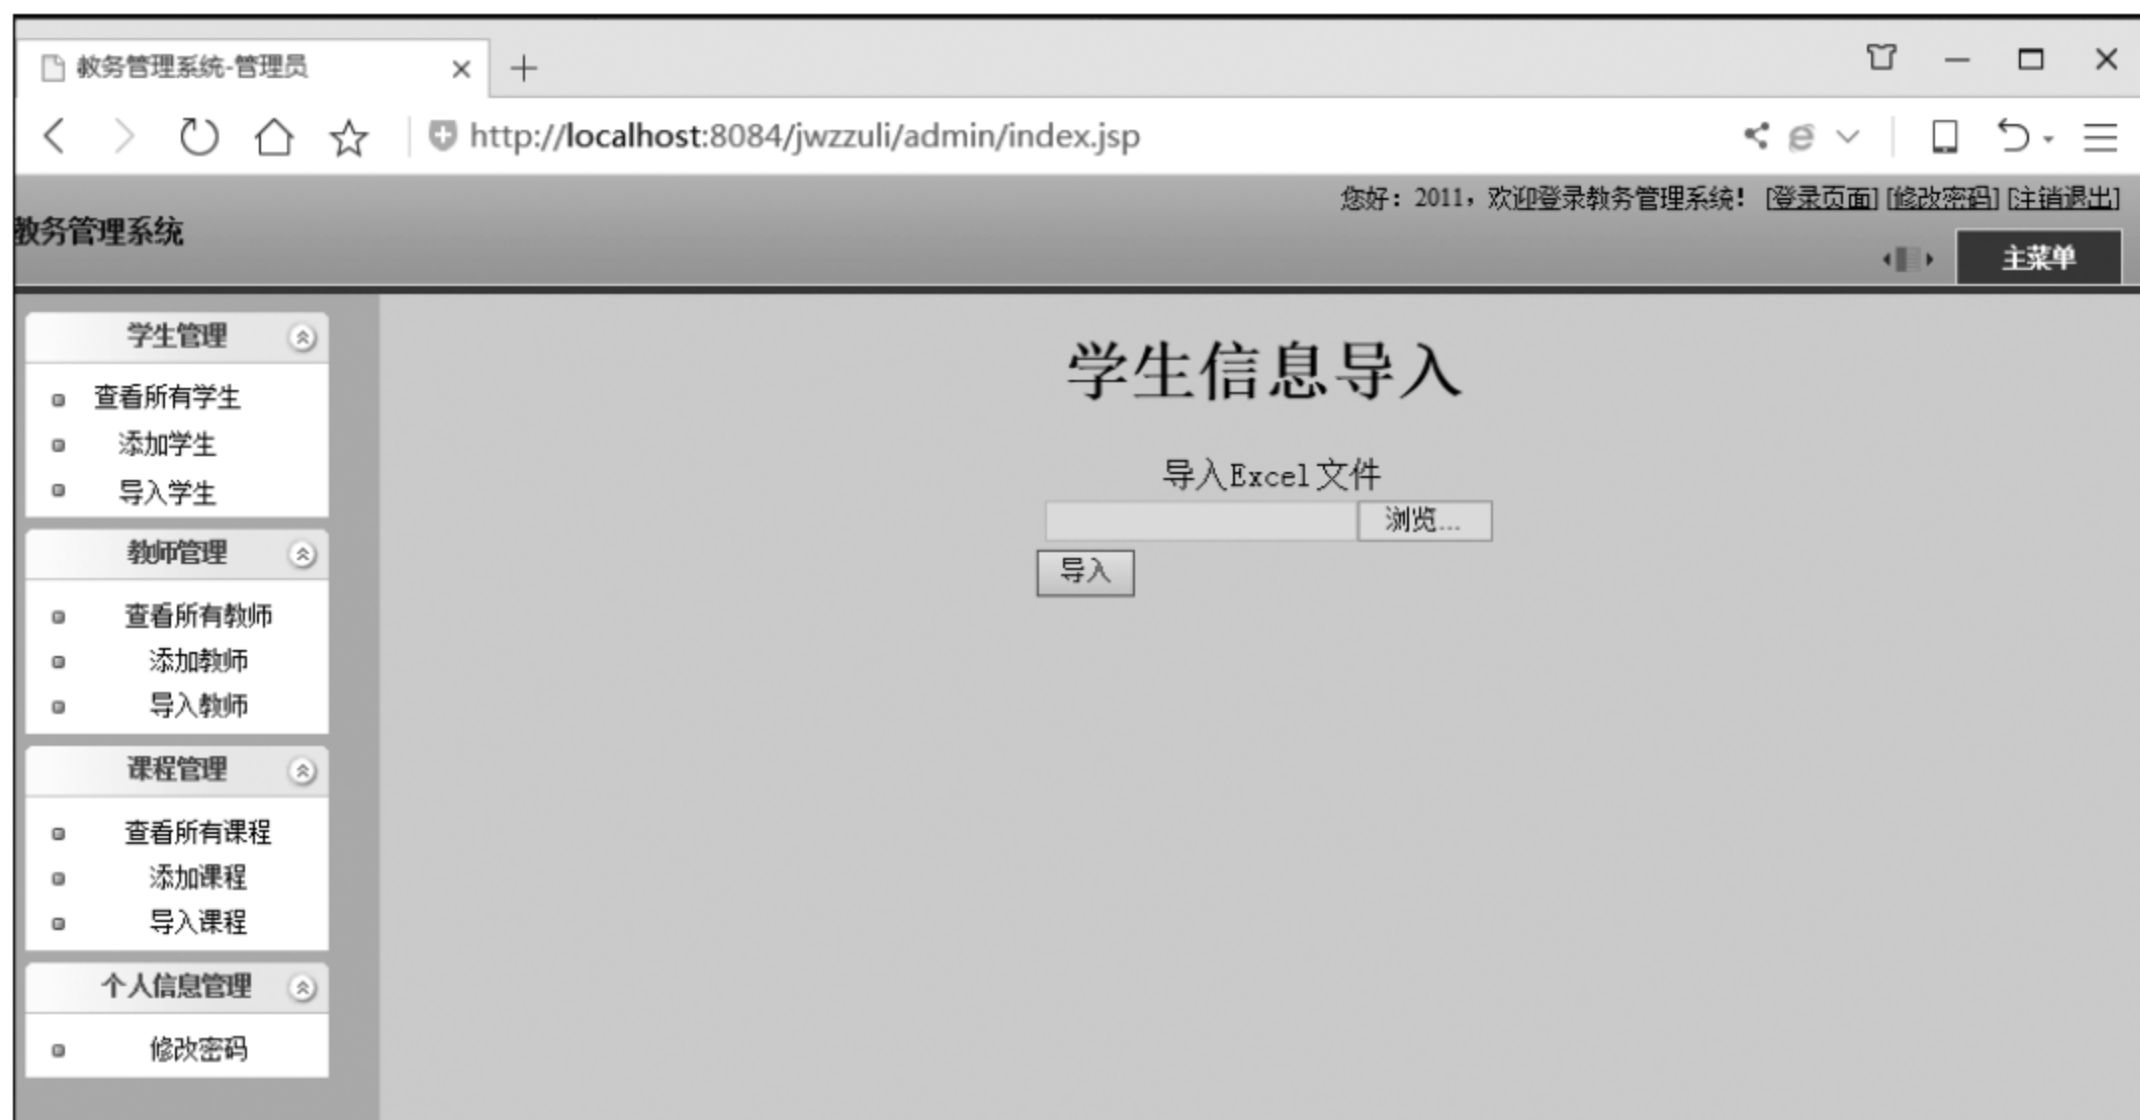 教务管理系统-管理员
http://localhost:8084/jwzzuli/admin/index.jsp
您好：2011，欢迎登录教务管理系统！ [登录页面] [修改密码] [注销退出]
教务管理系统
主菜单
学生管理
查看所有学生
添加学生
导入学生
教师管理
查看所有教师
添加教师
导入教师
课程管理
查看所有课程
添加课程
导入课程
个人信息管理
修改密码
学生信息导入
导入Excel文件
浏览...
导入